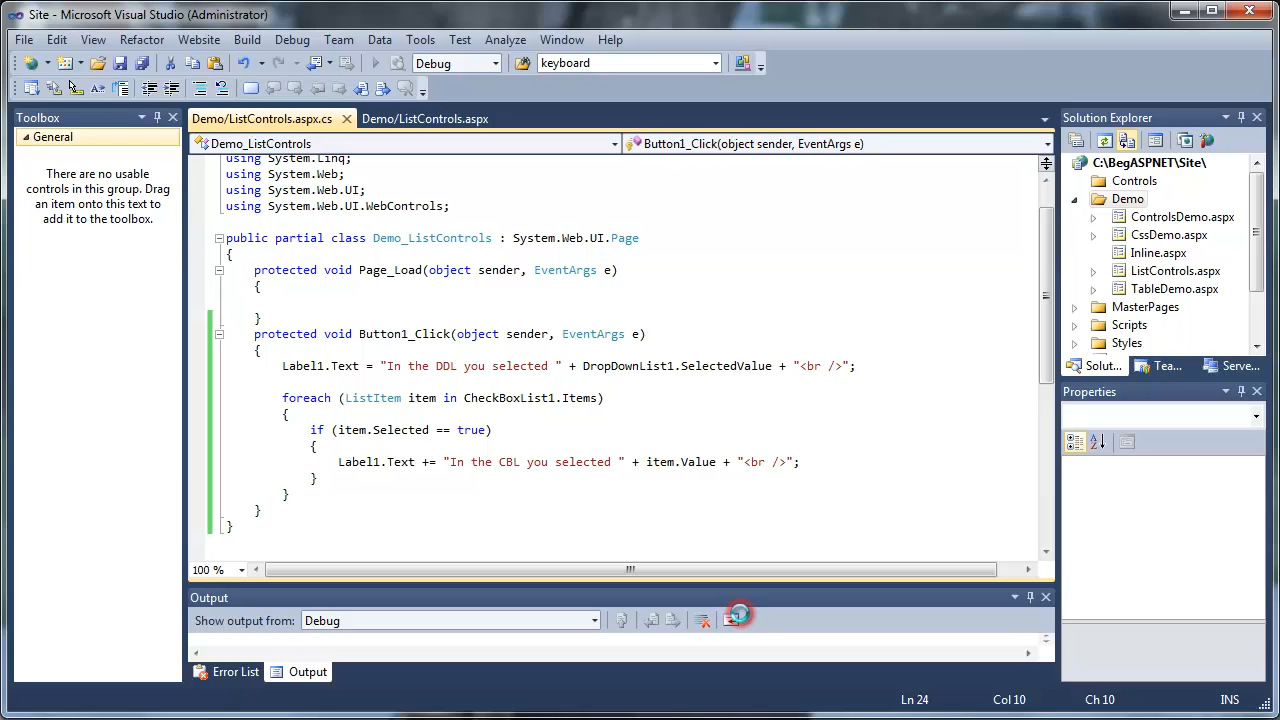 Site - Microsoft Visual Studio (Administrator)
File Edit View Refactor Website Build Debug Team Data Tools Test Analyze Window Help
Debug keyboard
Toolbox
General
There are no usable
controls in this group. Drag
an item onto this text to
add it to the toolbox.
Demo/ListControls.aspx.cs Demo/ListControls.aspx
Demo_ListControls Button1_Click(object sender, EventArgs e)
using System.Linq;
using System.Web;
using System.Web.UI;
using System.Web.UI.WebControls;
public partial class Demo_ListControls : System.Web.UI.Page
{
protected void Page_Load(object sender, EventArgs e)
{
}
protected void Button1_Click(object sender, EventArgs e)
{
Label1.Text = "In the DDL you selected " + DropDownList1.SelectedValue + "<br />";
foreach (ListItem item in CheckBoxList1.Items)
{
if (item.Selected == true)
{
Label1.Text += "In the CBL you selected " + item.Value + "<br />";
}
}
}
}
100 %
Output
Show output from: Debug
Error List Output
Solution Explorer
C:\BegASPNET\Site\
Controls
Demo
ControlsDemo.aspx
CssDemo.aspx
Inline.aspx
ListControls.aspx
TableDemo.aspx
MasterPages
Scripts
Styles
Solut... Tea... Serve...
Properties
Ln 24 Col 10 Ch 10 INS